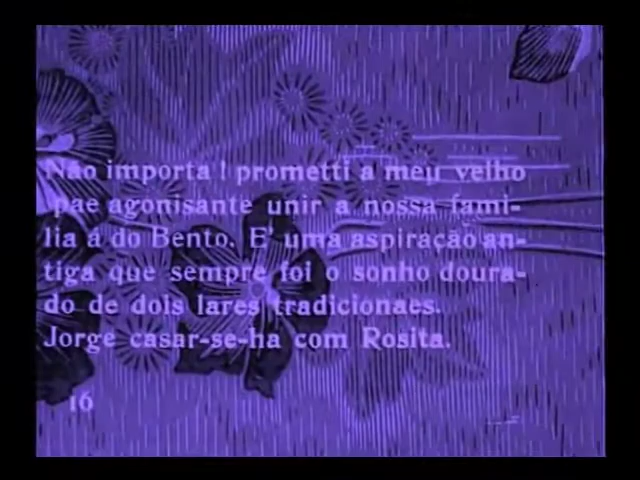 Não importa! prometti a meu velho
pae agonisante unir a nossa fami-
lia á do Bento. E' uma aspiração an-
tiga que sempre foi o sonho doura-
do de dois lares tradicionaes.
Jorge casar-se-ha com Rosita.
16